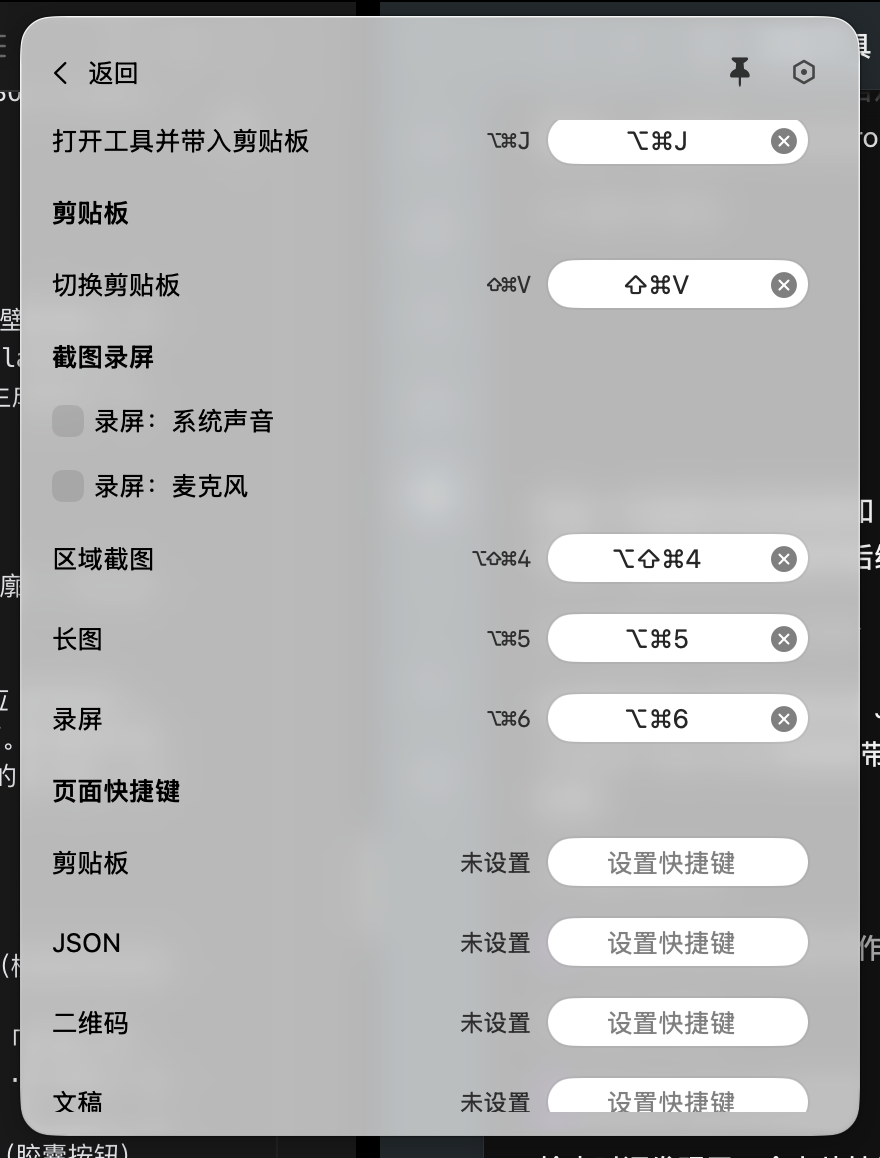 返回
打开工具并带入剪贴板 ⌥⌘J ⌥⌘J
剪贴板
切换剪贴板 ⇧⌘V ⇧⌘V
截图录屏
录屏：系统声音
录屏：麦克风
区域截图 ⌥⇧⌘4 ⌥⇧⌘4
长图 ⌥⌘5 ⌥⌘5
录屏 ⌥⌘6 ⌥⌘6
页面快捷键
剪贴板 未设置 设置快捷键
JSON 未设置 设置快捷键
二维码 未设置 设置快捷键
文稿 未设置 设置快捷键
(胶囊按钮)